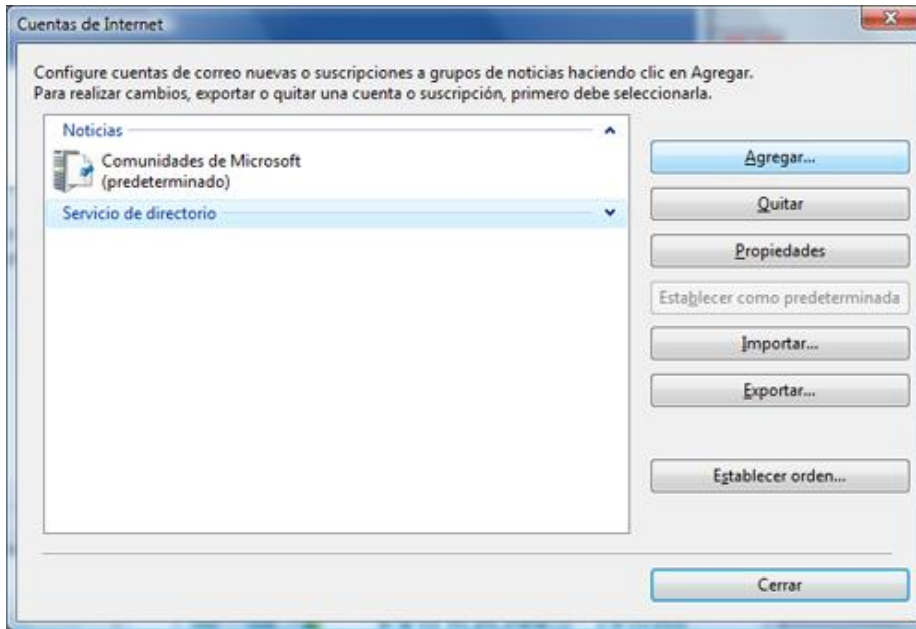 Cuentas de Internet
Configure cuentas de correo nuevas o suscripciones a grupos de noticias haciendo clic en Agregar.
Para realizar cambios, exportar o quitar una cuenta o suscripción, primero debe seleccionarla.
Noticias
Comunidades de Microsoft
(predeterminado)
Servicio de directorio
Agregar...
Quitar
Propiedades
Establecer como predeterminada
Importar...
Exportar...
Establecer orden...
Cerrar